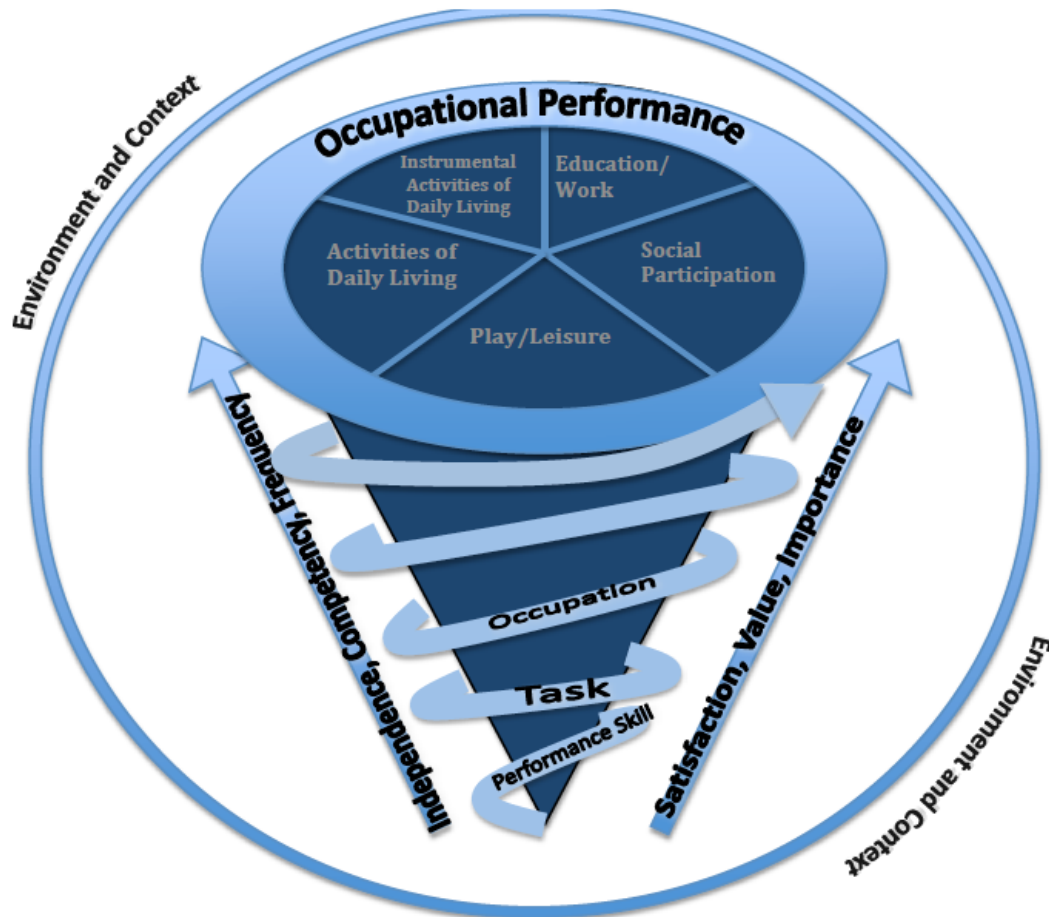 Environment and Context
Occupational Performance
Instrumental
Activities of
Daily Living
Education/
Work
Activities of
Daily Living
Social
Participation
Play/Leisure
Independence, Competency, Frequency
Satisfaction, Value, Importance
Occupation
Task
Performance Skill
Environment and Context